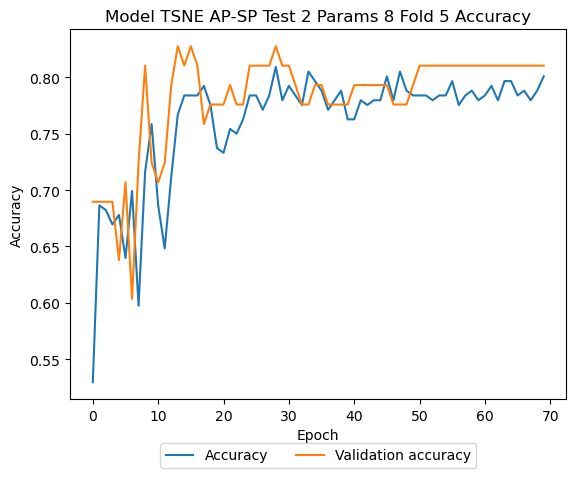 Model TSNE AP-SP Test 2 Params 8 Fold 5 Accuracy
0.80
0.75
0.70
0.65
0.60
0.55
Accuracy
0 10 20 30 40 50 60 70
Epoch
Accuracy Validation accuracy